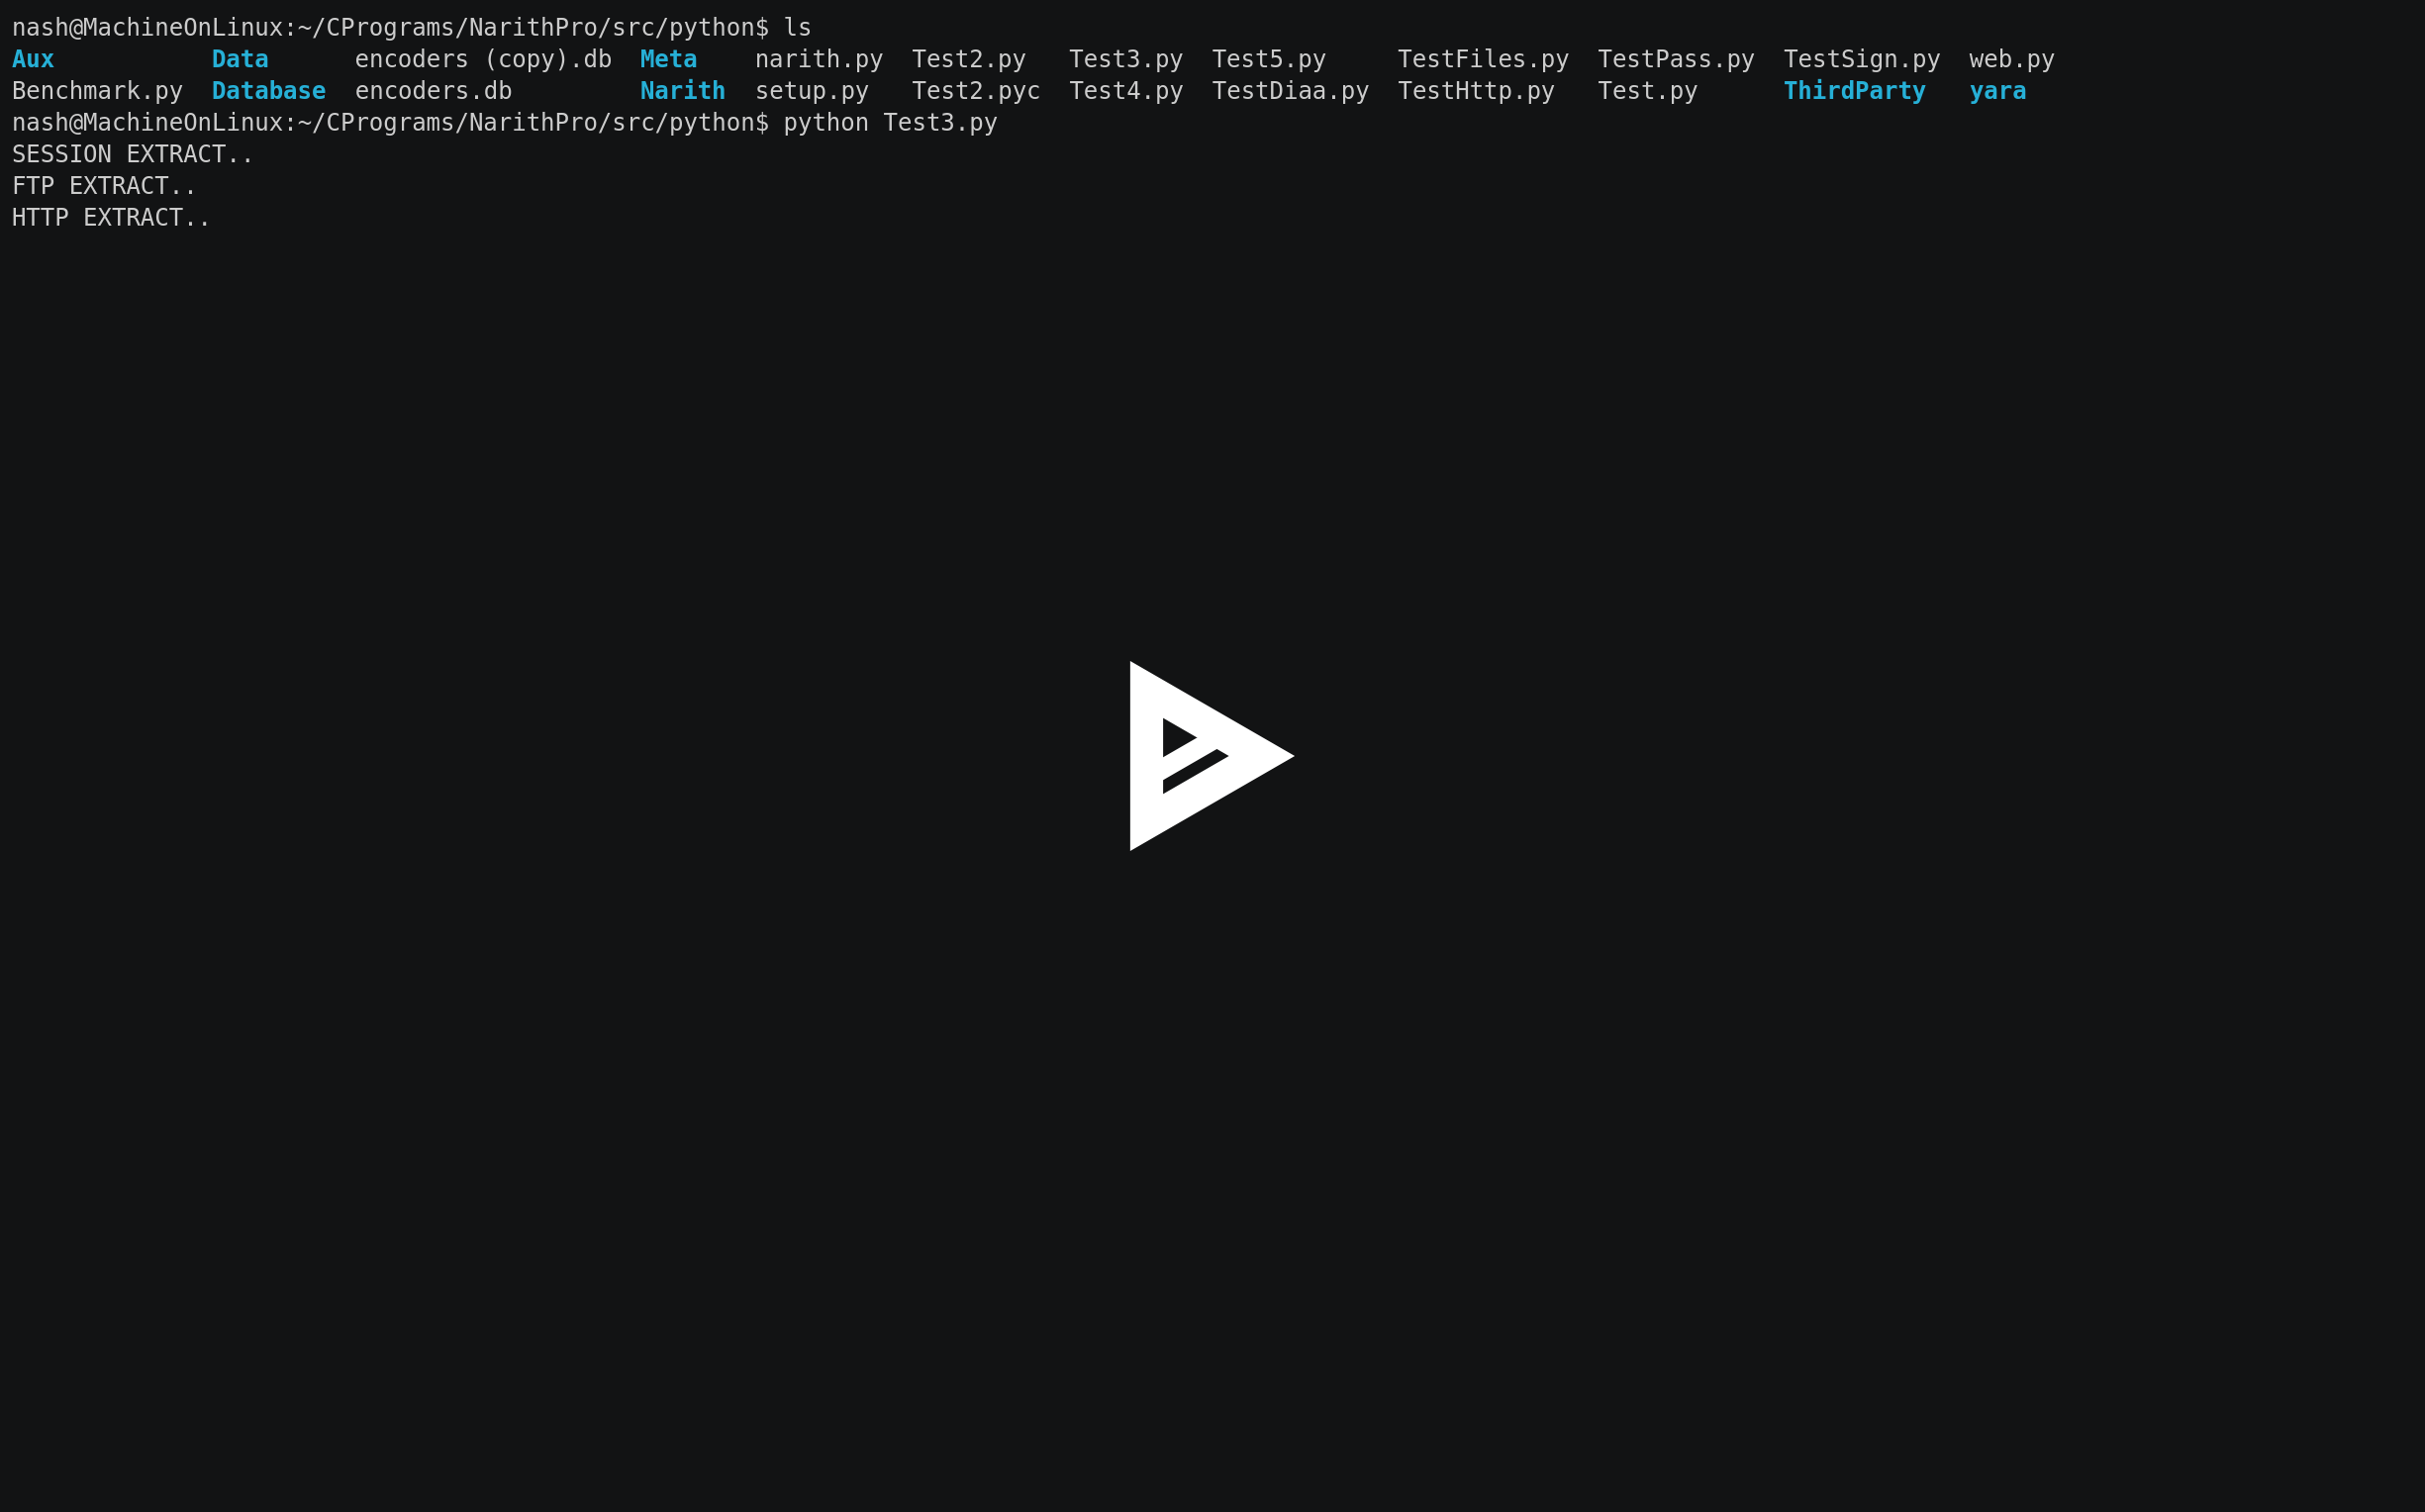 nash@MachineOnLinux:~/CPrograms/NarithPro/src/python$ ls
Aux           Data      encoders (copy).db  Meta    narith.py  Test2.py   Test3.py  Test5.py     TestFiles.py  TestPass.py  TestSign.py  web.py
Benchmark.py  Database  encoders.db         Narith  setup.py   Test2.pyc  Test4.py  TestDiaa.py  TestHttp.py   Test.py      ThirdParty   yara
nash@MachineOnLinux:~/CPrograms/NarithPro/src/python$ python Test3.py
SESSION EXTRACT..
FTP EXTRACT..
HTTP EXTRACT..